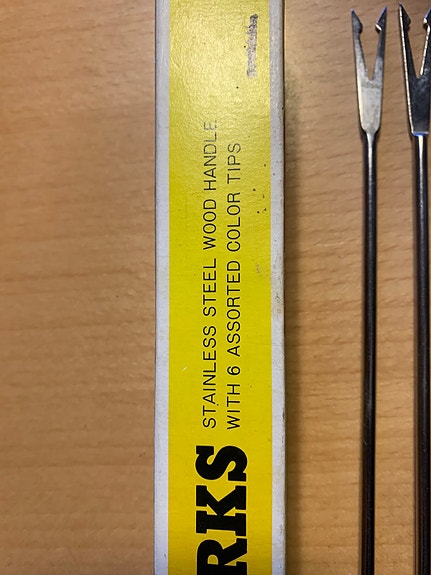 STAINLESS STEEL WOOD HANDLE
WITH 6 ASSORTED COLOR TIPS
RKS